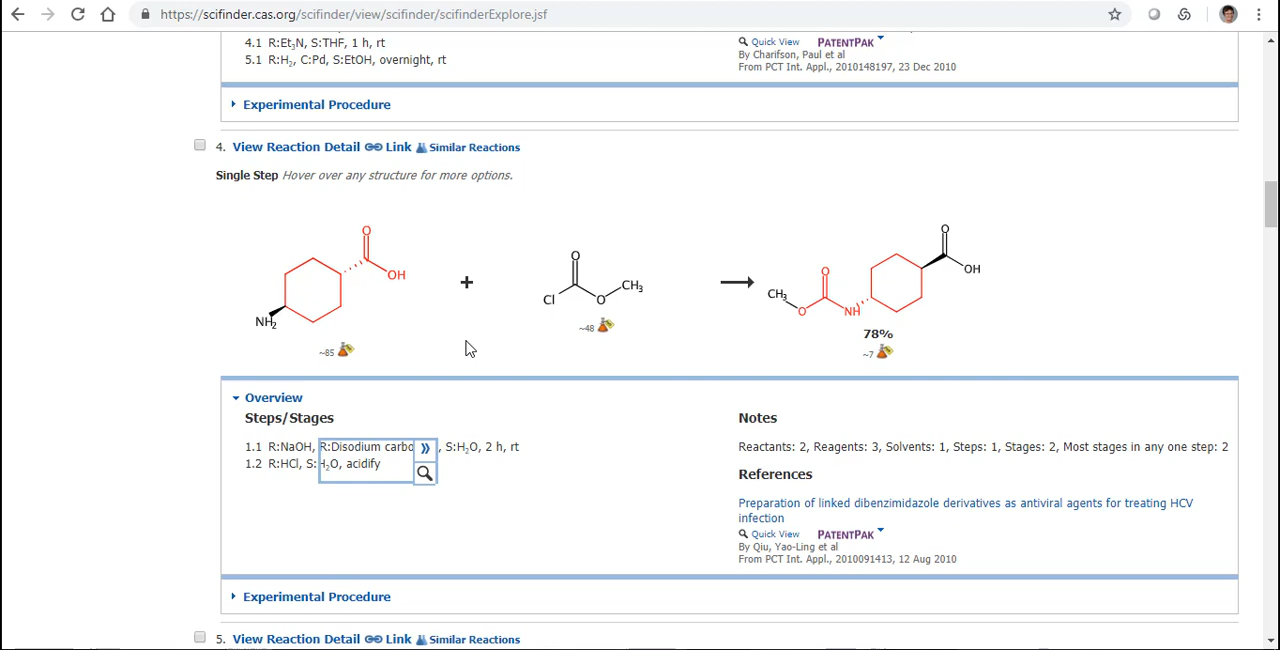 https://scifinder.cas.org/scifinder/view/scifinder/scifinderExplore.jsf
4.1 R:Et3N, S:THF, 1 h, rt
5.1 R:H2, C:Pd, S:EtOH, overnight, rt
Quick View PATENTPAK
By Charifson, Paul et al
From PCT Int. Appl., 2010148197, 23 Dec 2010
Experimental Procedure
4. View Reaction Detail Link Similar Reactions
Single Step Hover over any structure for more options.
O
OH
NH2
~85
+
O
Cl
O
CH3
~48
O
OH
O
CH3
O
NH
78%
~7
Overview
Steps/Stages
1.1 R:NaOH, R:Disodium carbo, S:H2O, 2 h, rt
1.2 R:HCl, S:H2O, acidify
Notes
Reactants: 2, Reagents: 3, Solvents: 1, Steps: 1, Stages: 2, Most stages in any one step: 2
References
Preparation of linked dibenzimidazole derivatives as antiviral agents for treating HCV
infection
Quick View PATENTPAK
By Qiu, Yao-Ling et al
From PCT Int. Appl., 2010091413, 12 Aug 2010
Experimental Procedure
5. View Reaction Detail Link Similar Reactions